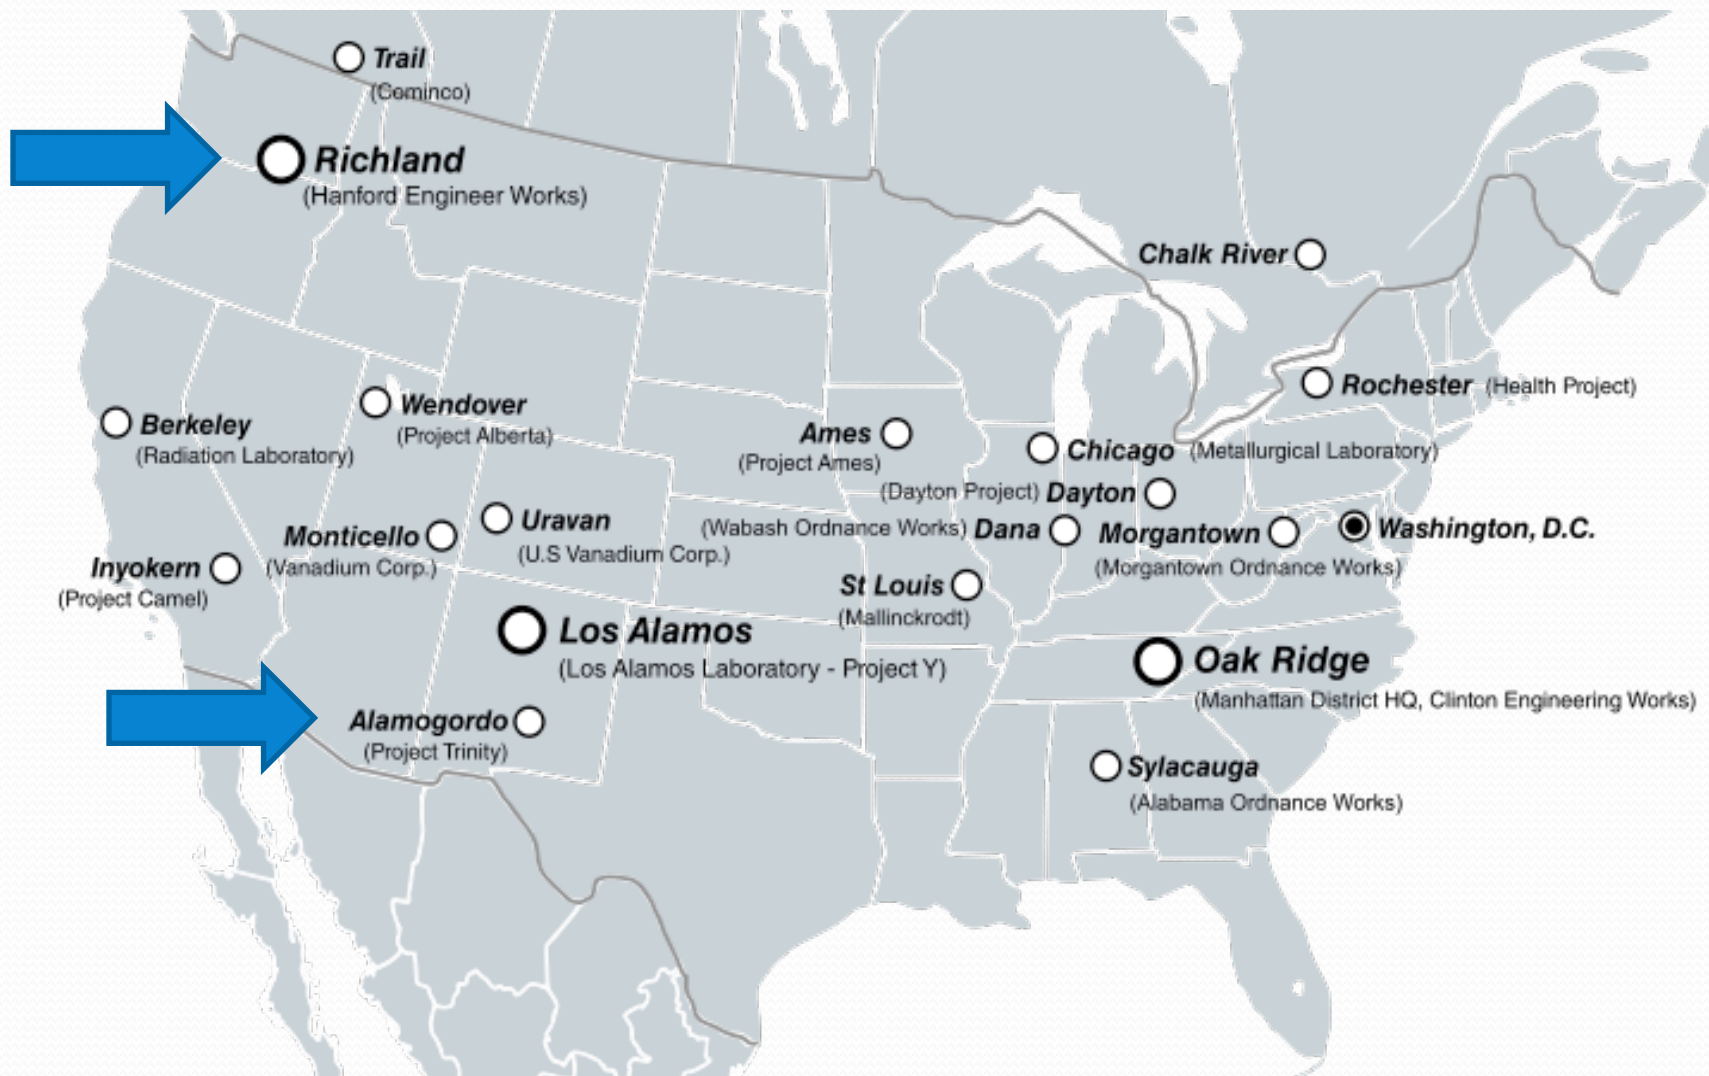 Trail
(Cominco)
Richland
(Hanford Engineer Works)
Chalk River
Rochester (Health Project)
Wendover
(Project Alberta)
Berkeley
(Radiation Laboratory)
Ames
(Project Ames)
Chicago (Metallurgical Laboratory)
(Dayton Project) Dayton
Uravan
(U.S Vanadium Corp.)
Monticello
(Vanadium Corp.)
(Wabash Ordnance Works) Dana
Morgantown
(Morgantown Ordnance Works)
Washington, D.C.
Inyokern
(Project Camel)
St Louis
(Mallinckrodt)
Los Alamos
(Los Alamos Laboratory - Project Y)
Oak Ridge
(Manhattan District HQ, Clinton Engineering Works)
Alamogordo
(Project Trinity)
Sylacauga
(Alabama Ordnance Works)